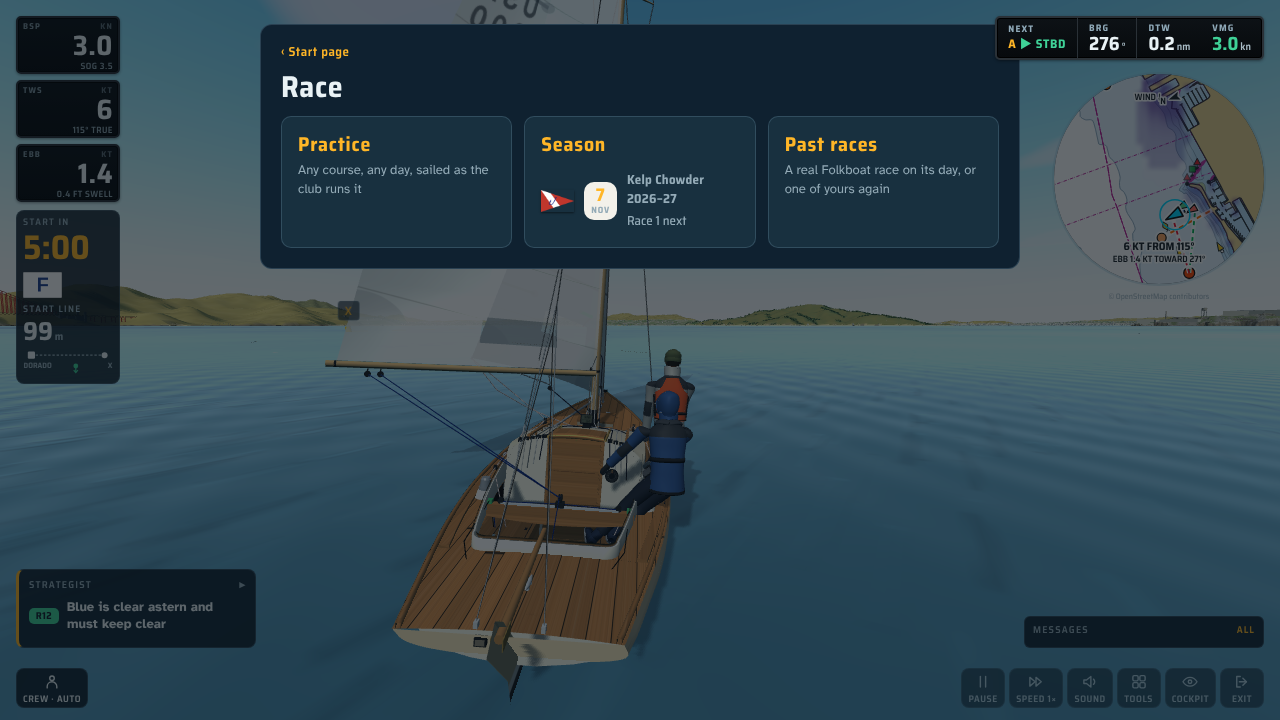 BSP KN
3.0
SOG 3.5
TWS KT
6
115° TRUE
EBB KT
1.4
0.4 FT SWELL
START IN
5:00
F
START LINE
99 m
DORADO X
‹ Start page
Race
Practice
Any course, any day, sailed as the
club runs it
Season
7
NOV
Kelp Chowder
2026–27
Race 1 next
Past races
A real Folkboat race on its day, or
one of yours again
NEXT
A ▶ STBD
BRG
276°
DTW
0.2 nm
VMG
3.0 kn
WIND
N
6 KT FROM 115°
EBB 1.4 KT TOWARD 271°
© OpenStreetMap contributors
X
STRATEGIST ▶
R12 Blue is clear astern and
must keep clear
CREW · AUTO
MESSAGES ALL
PAUSE
SPEED 1×
SOUND
TOOLS
COCKPIT
EXIT